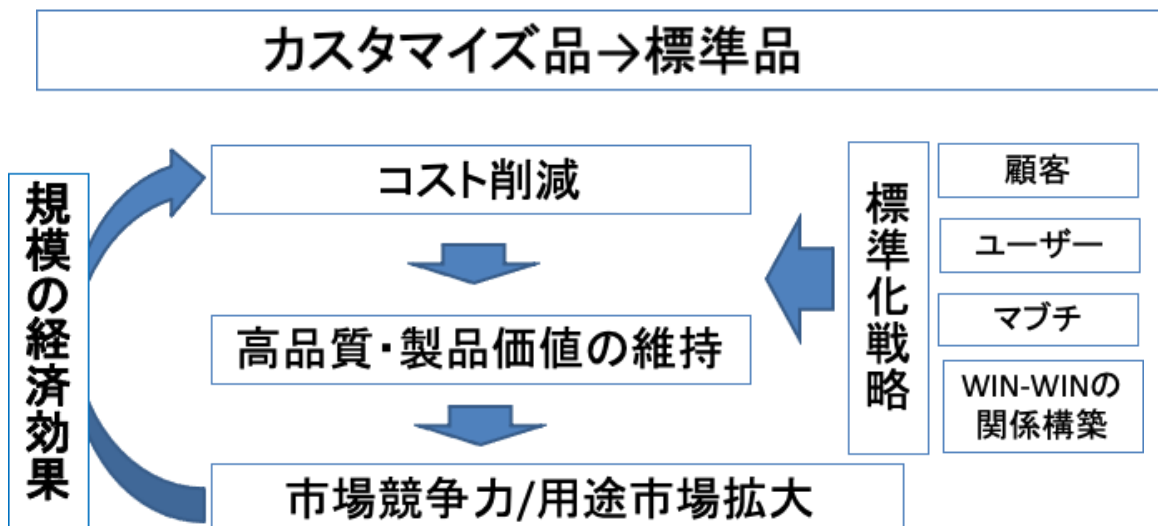 カスタマイズ品→標準品
規模の経済効果
コスト削減
高品質・製品価値の維持
市場競争力/用途市場拡大
標準化戦略
顧客
ユーザー
マブチ
WIN-WINの
関係構築